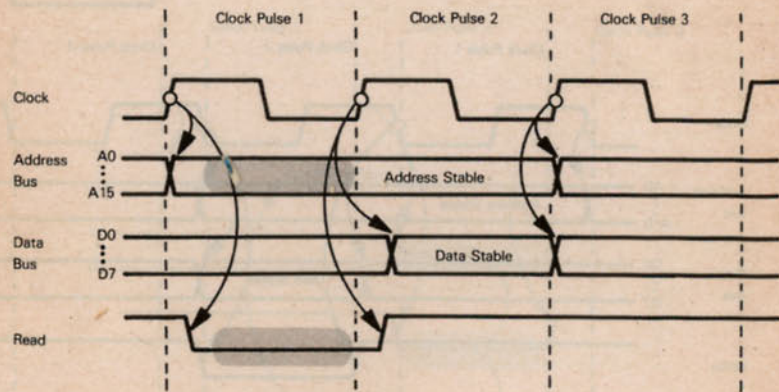 Clock Pulse 1 Clock Pulse 2 Clock Pulse 3
Clock
Address Bus
A0
A15
Address Stable
Data Bus
D0
D7
Data Stable
Read